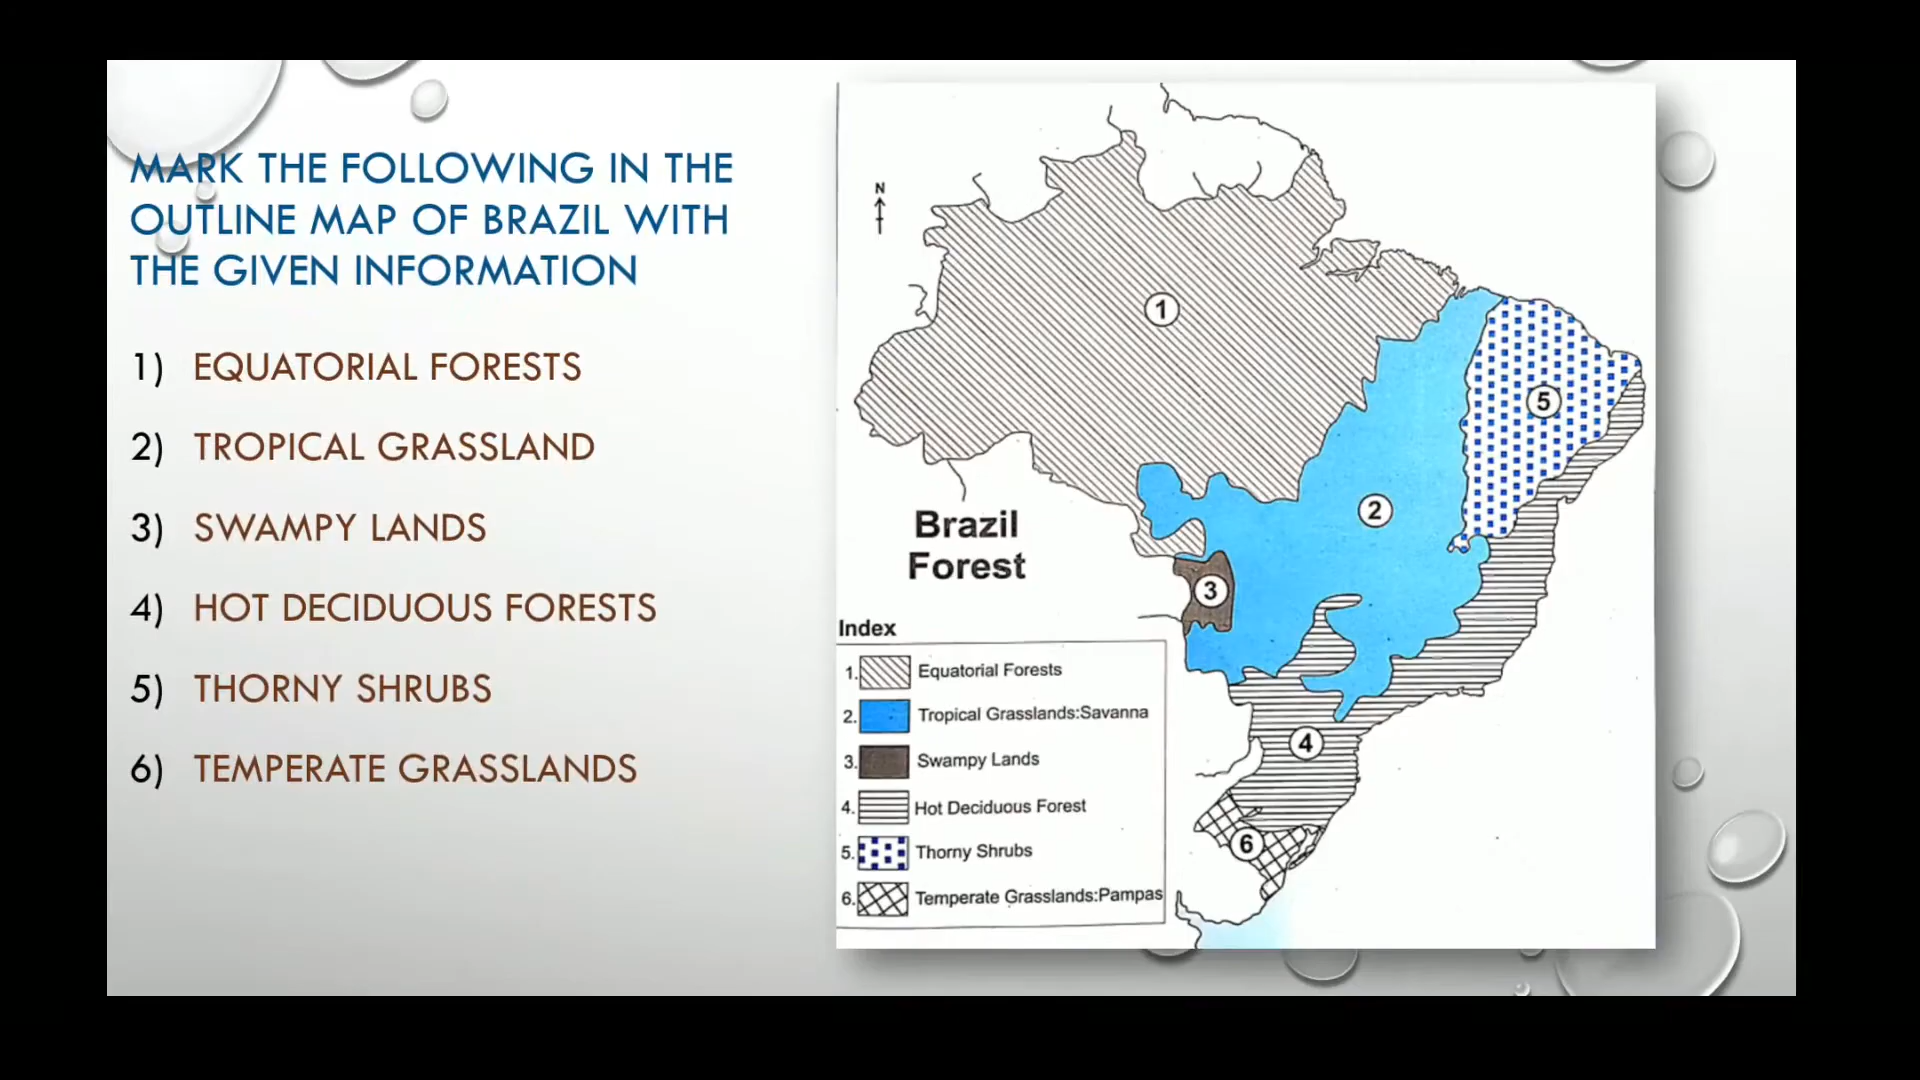 MARK THE FOLLOWING IN THE
OUTLINE MAP OF BRAZIL WITH
THE GIVEN INFORMATION
1) EQUATORIAL FORESTS
2) TROPICAL GRASSLAND
3) SWAMPY LANDS
4) HOT DECIDUOUS FORESTS
5) THORNY SHRUBS
6) TEMPERATE GRASSLANDS
N
1
5
2
Brazil
Forest
3
4
6
Index
1. Equatorial Forests
2. Tropical Grasslands:Savanna
3. Swampy Lands
4. Hot Deciduous Forest
5. Thorny Shrubs
6. Temperate Grasslands:Pampas